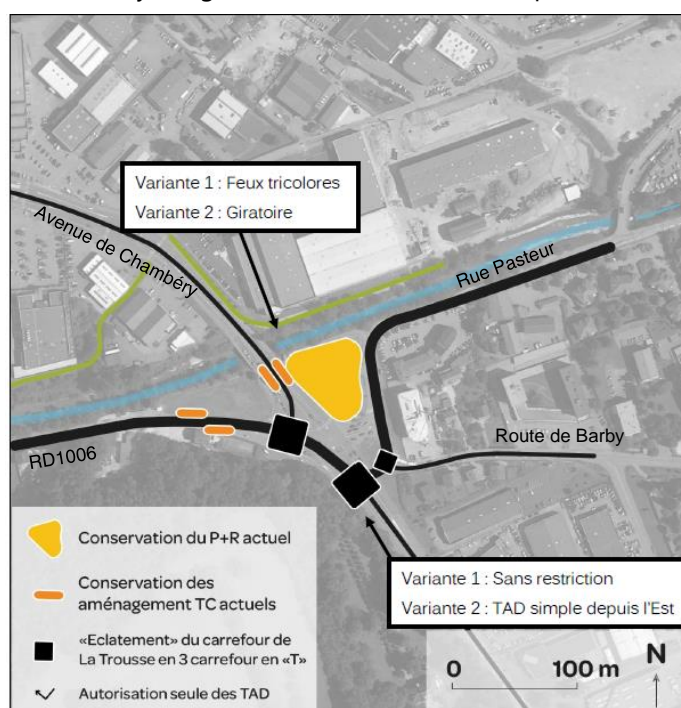 Variante 1 : Feux tricolores
Variante 2 : Giratoire
Avenue de Chambéry
Rue Pasteur
Route de Barby
RD1006
Conservation du P+R actuel
Conservation des
aménagement TC actuels
«Eclatement» du carrefour de
La Trousse en 3 carrefour en «T»
Autorisation seule des TAD
Variante 1 : Sans restriction
Variante 2 : TAD simple depuis l'Est
0 100 m N